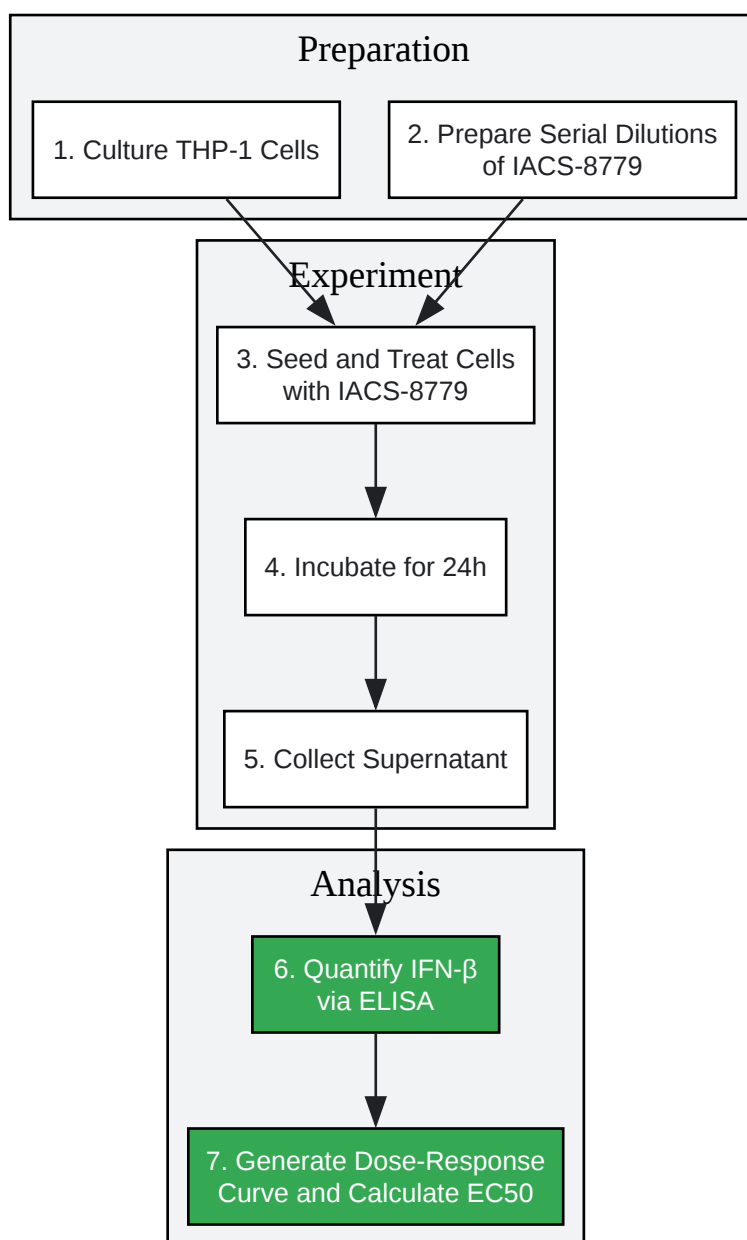 Preparation
1. Culture THP-1 Cells
2. Prepare Serial Dilutions
of IACS-8779
Experiment
3. Seed and Treat Cells
with IACS-8779
4. Incubate for 24h
5. Collect Supernatant
Analysis
6. Quantify IFN-β
via ELISA
7. Generate Dose-Response
Curve and Calculate EC50